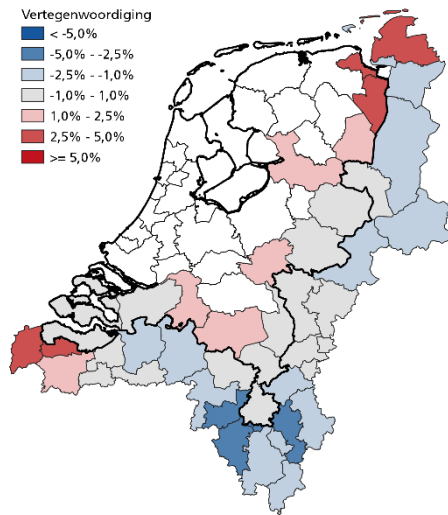 Vertegenwoordiging
< -5,0%
-5,0% - -2,5%
-2,5% - -1,0%
-1,0% - 1,0%
1,0% - 2,5%
2,5% - 5,0%
>= 5,0%